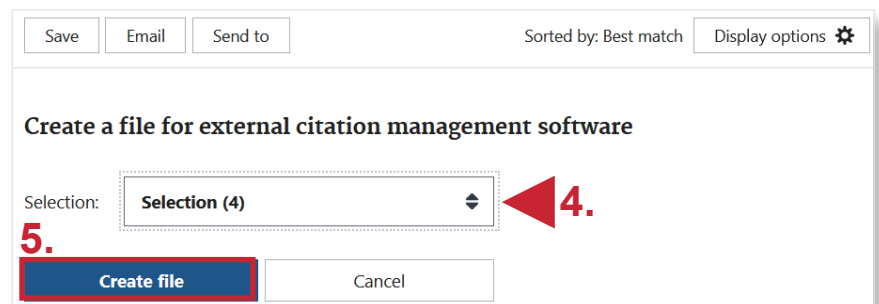 Save Email Send to Sorted by: Best match Display options
Create a file for external citation management software
Selection: Selection (4) 4.
5.
Create file Cancel